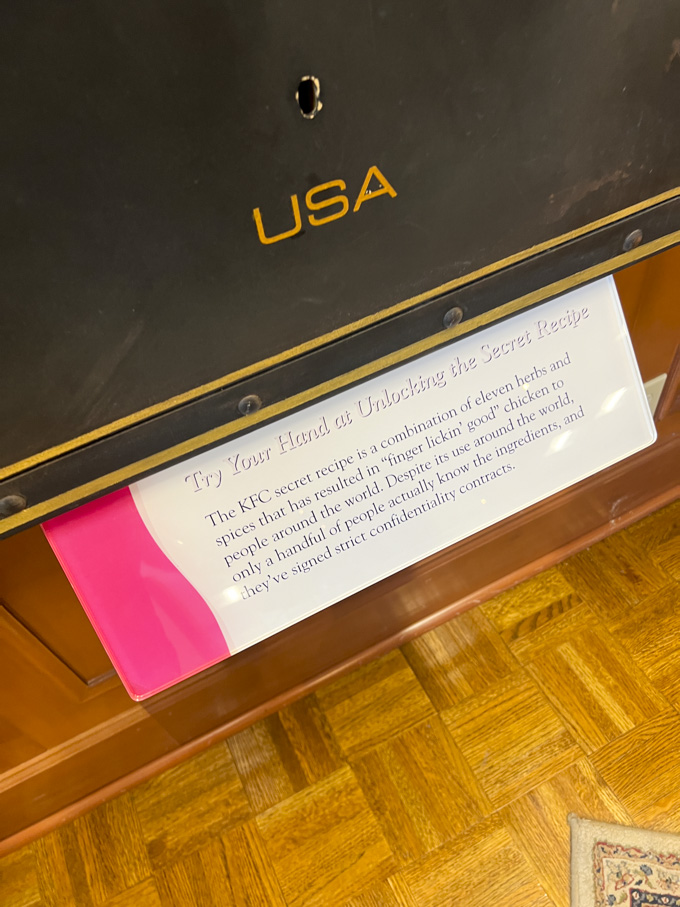 USA
Try Your Hand at Unlocking the Secret Recipe
The KFC secret recipe is a combination of eleven herbs and
spices that has resulted in “finger lickin’ good” chicken to
people around the world. Despite its use around the world,
only a handful of people actually know the ingredients, and
they’ve signed strict confidentiality contracts.